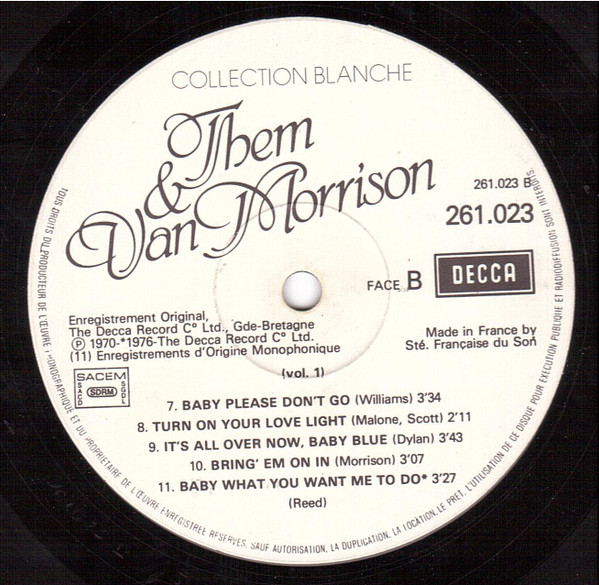 COLLECTION BLANCHE
Them
& Van Morrison
261.023 B
261.023
FACE B
DECCA
Enregistrement Original,
The Decca Record C° Ltd., Gde-Bretagne
Ⓟ 1970-*1976-The Decca Record C° Ltd.
(11) Enregistrements d'Origine Monophonique
Made in France by
Sté. Française du Son
SACEM
SACD
SDRM
SGDL
(vol. 1)
7. BABY PLEASE DON'T GO (Williams) 3'34
8. TURN ON YOUR LOVE LIGHT (Malone, Scott) 2'11
9. IT'S ALL OVER NOW, BABY BLUE (Dylan) 3'43
10. BRING' EM ON IN (Morrison) 3'07
11. BABY WHAT YOU WANT ME TO DO* 3'27
(Reed)
TOUS DROITS DU PRODUCTEUR DE L'ŒUVRE PHONOGRAPHIQUE ET DU PROPRIETAIRE DE L'ŒUVRE ENREGISTREE RESERVES. SAUF AUTORISATION, LA DUPLICATION, LA LOCATION, LE PRET, L'UTILISATION DE CE DISQUE POUR EXECUTION PUBLIQUE ET RADIODIFFUSION SONT INTERDITS.